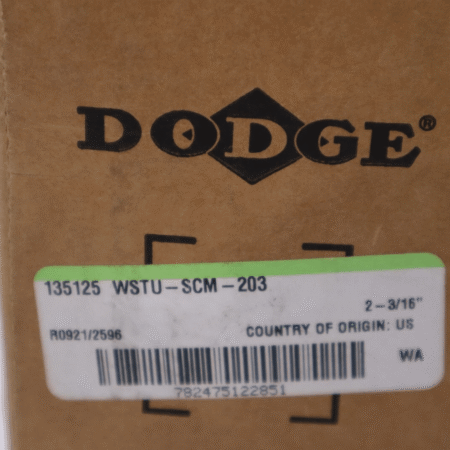 DODGE®
135125 WSTU-SCM-203
2-3/16"
R0921/2596 COUNTRY OF ORIGIN: US
WA
782475122851